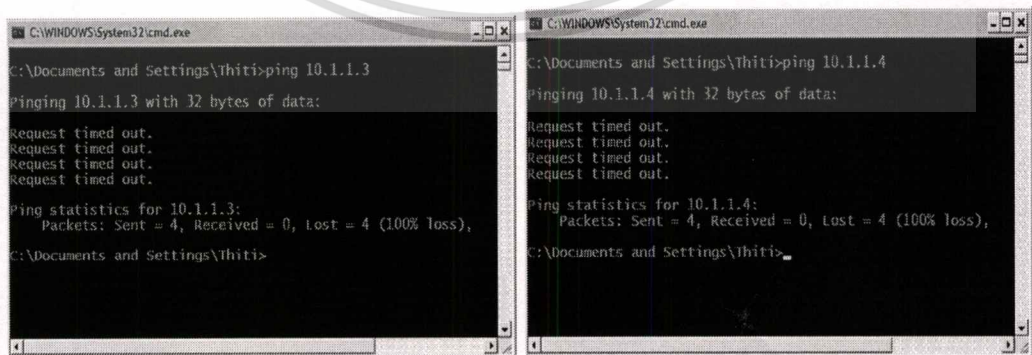 C:\WINDOWS\System32\cmd.exe
C:\Documents and Settings\Thiti>ping 10.1.1.3
Pinging 10.1.1.3 with 32 bytes of data:
Request timed out.
Request timed out.
Request timed out.
Request timed out.
Ping statistics for 10.1.1.3:
Packets: Sent = 4, Received = 0, Lost = 4 (100% loss),
C:\Documents and Settings\Thiti>
C:\WINDOWS\System32\cmd.exe
C:\Documents and Settings\Thiti>ping 10.1.1.4
Pinging 10.1.1.4 with 32 bytes of data:
Request timed out.
Request timed out.
Request timed out.
Request timed out.
Ping statistics for 10.1.1.4:
Packets: Sent = 4, Received = 0, Lost = 4 (100% loss),
C:\Documents and Settings\Thiti>